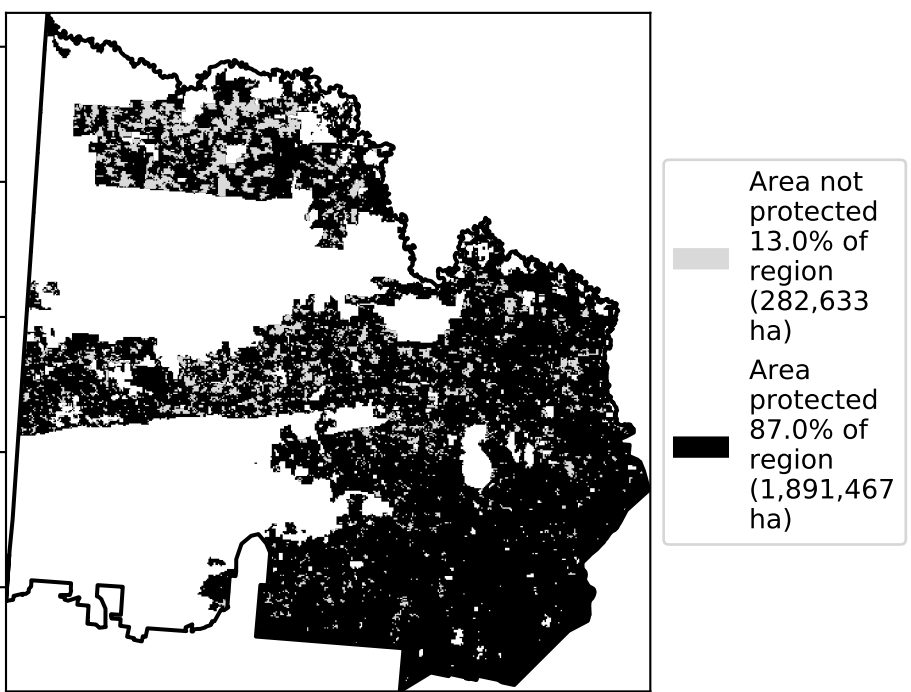 Area not
protected
13.0% of
region
(282,633
ha)
Area
protected
87.0% of
region
(1,891,467
ha)